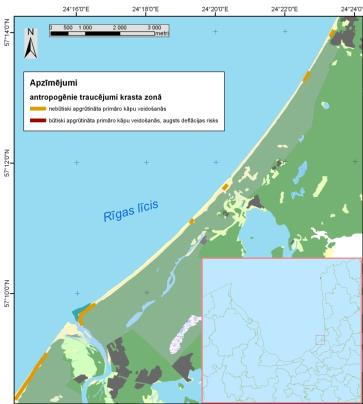 24°16'0"E 24°18'0"E 24°20'0"E 24°22'0"E 24°24'0"
N
0 500 1 000 2 000 3 000
metri
57°14'0"N
Apzīmējumi
antropogēnie traucējumi krasta zonā
nebūtiski apgrūtināta primāro kāpu veidošanās
būtiski apgrūtināta primāro kāpu veidošanās, augsts deflācijas risks
57°12'0"N
Rīgas līcis
57°10'0"N